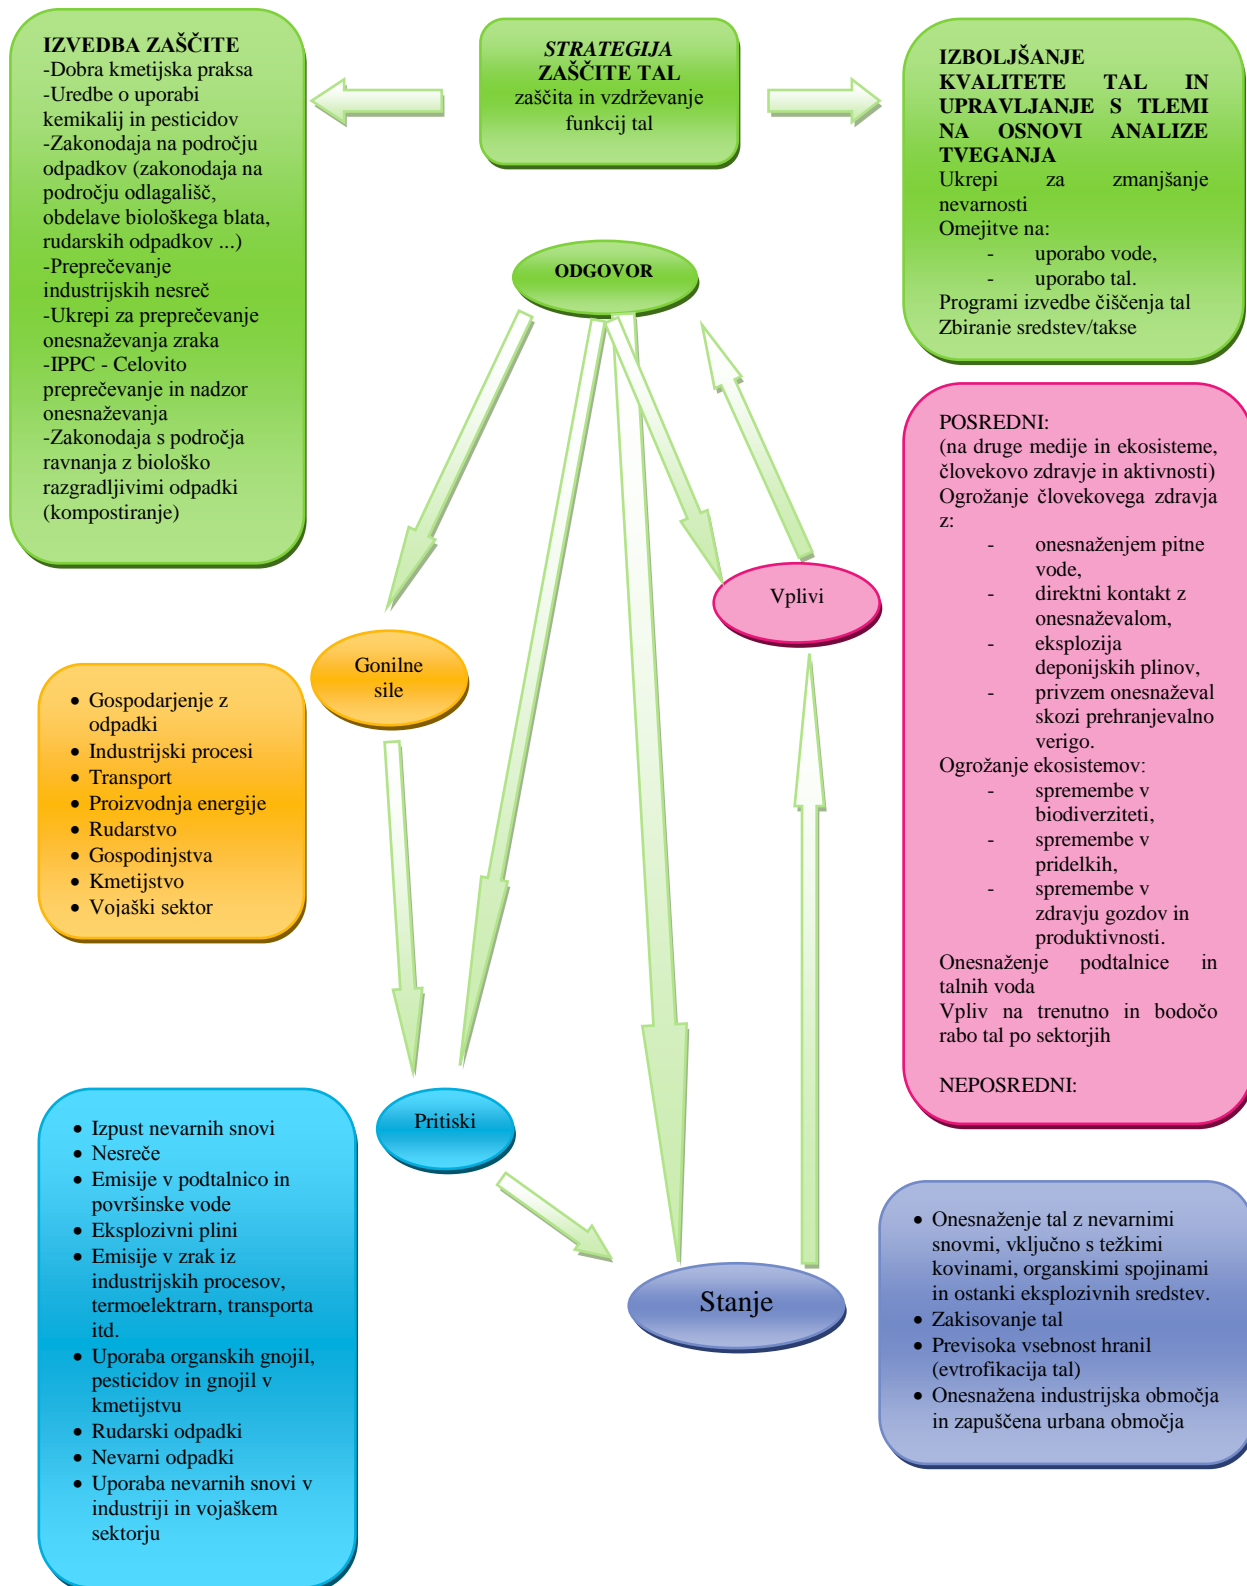 IZVEDBA ZAŠČITE
-Dobra kmetijska praksa
-Uredbe o uporabi
kemikalij in pesticidov
-Zakonodaja na področju
odpadkov (zakonodaja na
področju odlagališč,
obdelave biološkega blata,
rudarskih odpadkov ...)
-Preprečevanje
industrijskih nesreč
-Ukrepi za preprečevanje
onesnaževanja zraka
-IPPC - Celovito
preprečevanje in nadzor
onesnaževanja
-Zakonodaja s področja
ravnanja z biološko
razgradljivimi odpadki
(kompostiranje)
STRATEGIJA
ZAŠČITE TAL
zaščita in vzdrževanje
funkcij tal
IZBOLJŠANJE
KVALITETE TAL IN
UPRAVLJANJE S TLEMI
NA OSNOVI ANALIZE
TVEGANJA
Ukrepi za zmanjšanje
nevarnosti
Omejitve na:
- uporabo vode,
- uporabo tal.
Programi izvedbe čiščenja tal
Zbiranje sredstev/takse
ODGOVOR
POSREDNI:
(na druge medije in ekosisteme,
človekovo zdravje in aktivnosti)
Ogrožanje človekovega zdravja
z:
- onesnaženjem pitne
vode,
- direktni kontakt z
onesnaževalom,
- eksplozija
deponijskih plinov,
- privzem onesnaževal
skozi prehranjevalno
verigo.
Ogrožanje ekosistemov:
- spremembe v
biodiverziteti,
- spremembe v
pridelkih,
- spremembe v
zdravju gozdov in
produktivnosti.
Onesnaženje podtalnice in
talnih voda
Vpliv na trenutno in bodočo
rabo tal po sektorjih
NEPOSREDNI:
Vplivi
Gonilne
sile
• Gospodarjenje z
odpadki
• Industrijski procesi
• Transport
• Proizvodnja energije
• Rudarstvo
• Gospodinjstva
• Kmetijstvo
• Vojaški sektor
Pritiski
• Izpust nevarnih snovi
• Nesreče
• Emisije v podtalnico in
površinske vode
• Eksplozivni plini
• Emisije v zrak iz
industrijskih procesov,
termoelektrarn, transporta
itd.
• Uporaba organskih gnojil,
pesticidov in gnojil v
kmetijstvu
• Rudarski odpadki
• Nevarni odpadki
• Uporaba nevarnih snovi v
industriji in vojaškem
sektorju
Stanje
• Onesnaženje tal z nevarnimi
snovmi, vključno s težkimi
kovinami, organskimi spojinami
in ostanki eksplozivnih sredstev.
• Zakisovanje tal
• Previsoka vsebnost hranil
(evtrofikacija tal)
• Onesnažena industrijska območja
in zapuščena urbana območja